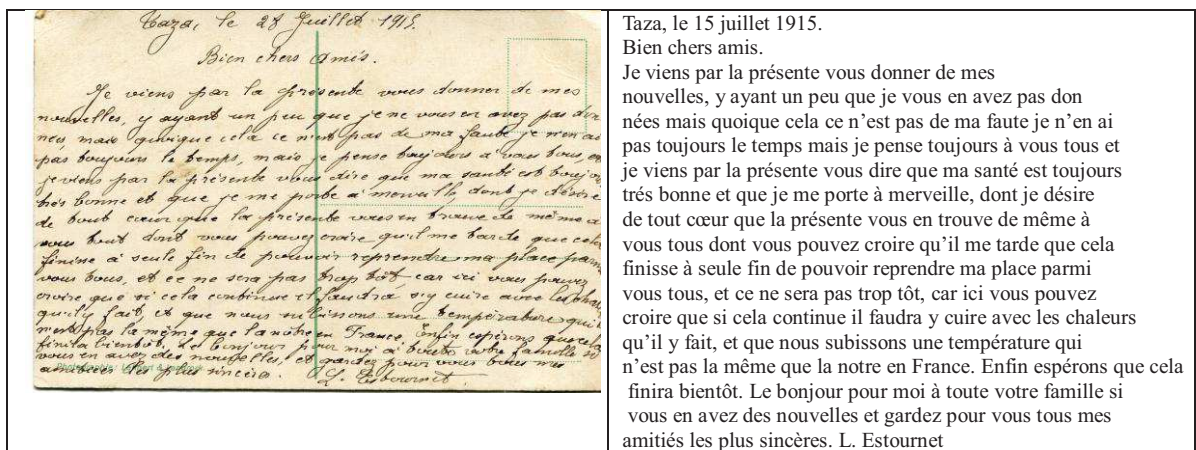 Taza, le 28 Juillet 1915.
Bien chers amis.
Je viens par la présente vous donner de mes
nouvelles, y ayant un peu que je ne vous en avez pas don
nées, mais quoique cela ce n'est pas de ma faute je n'en ai
pas toujours le temps, mais je pense toujours à vous tous, et
je viens par la présente vous dire que ma santé est toujou
très bonne et que je me porte à merveille, dont je désire
de tout cœur que la présente vous en trouve de même a
vous tout dont vous pouvez croire qu'il me tarde que cela
finisse à seule fin de pouvoir reprendre ma place parmi
vous tous, et ce ne sera pas trop tôt car ici vous pouvez
croire que si cela continue il faudra s'y cuire avec les chal
qu'il y fait, et que nous subissons une température qui
n'est pas la même que la nôtre en France. Enfin espérons que cela
finira bientôt. Le bonjour pour moi à toute votre famille si
vous en avez des nouvelles, et gardez pour vous tous mes
amitiés les plus sincères. L. Estournet
Taza, le 15 juillet 1915.
Bien chers amis.
Je viens par la présente vous donner de mes
nouvelles, y ayant un peu que je vous en avez pas don
nées mais quoique cela ce n’est pas de ma faute je n’en ai
pas toujours le temps mais je pense toujours à vous tous et
je viens par la présente vous dire que ma santé est toujours
trés bonne et que je me porte à merveille, dont je désire
de tout cœur que la présente vous en trouve de même à
vous tous dont vous pouvez croire qu’il me tarde que cela
finisse à seule fin de pouvoir reprendre ma place parmi
vous tous, et ce ne sera pas trop tôt, car ici vous pouvez
croire que si cela continue il faudra y cuire avec les chaleurs
qu’il y fait, et que nous subissons une température qui
n’est pas la même que la notre en France. Enfin espérons que cela
finira bientôt. Le bonjour pour moi à toute votre famille si
vous en avez des nouvelles et gardez pour vous tous mes
amitiés les plus sincères. L. Estournet